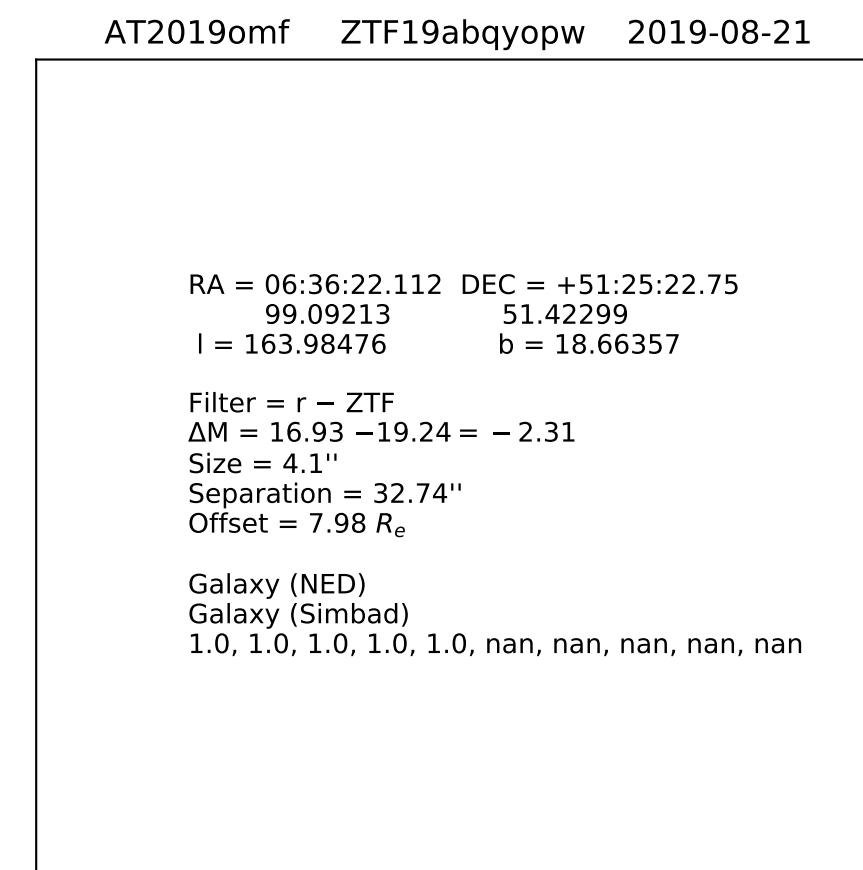 AT2019omf ZTF19abqyopw 2019-08-21
RA = 06:36:22.112 DEC = +51:25:22.75
99.09213 51.42299
l = 163.98476 b = 18.66357
Filter = r − ZTF
ΔM = 16.93 −19.24 = − 2.31
Size = 4.1''
Separation = 32.74''
Offset = 7.98 Rₑ
Galaxy (NED)
Galaxy (Simbad)
1.0, 1.0, 1.0, 1.0, 1.0, nan, nan, nan, nan, nan